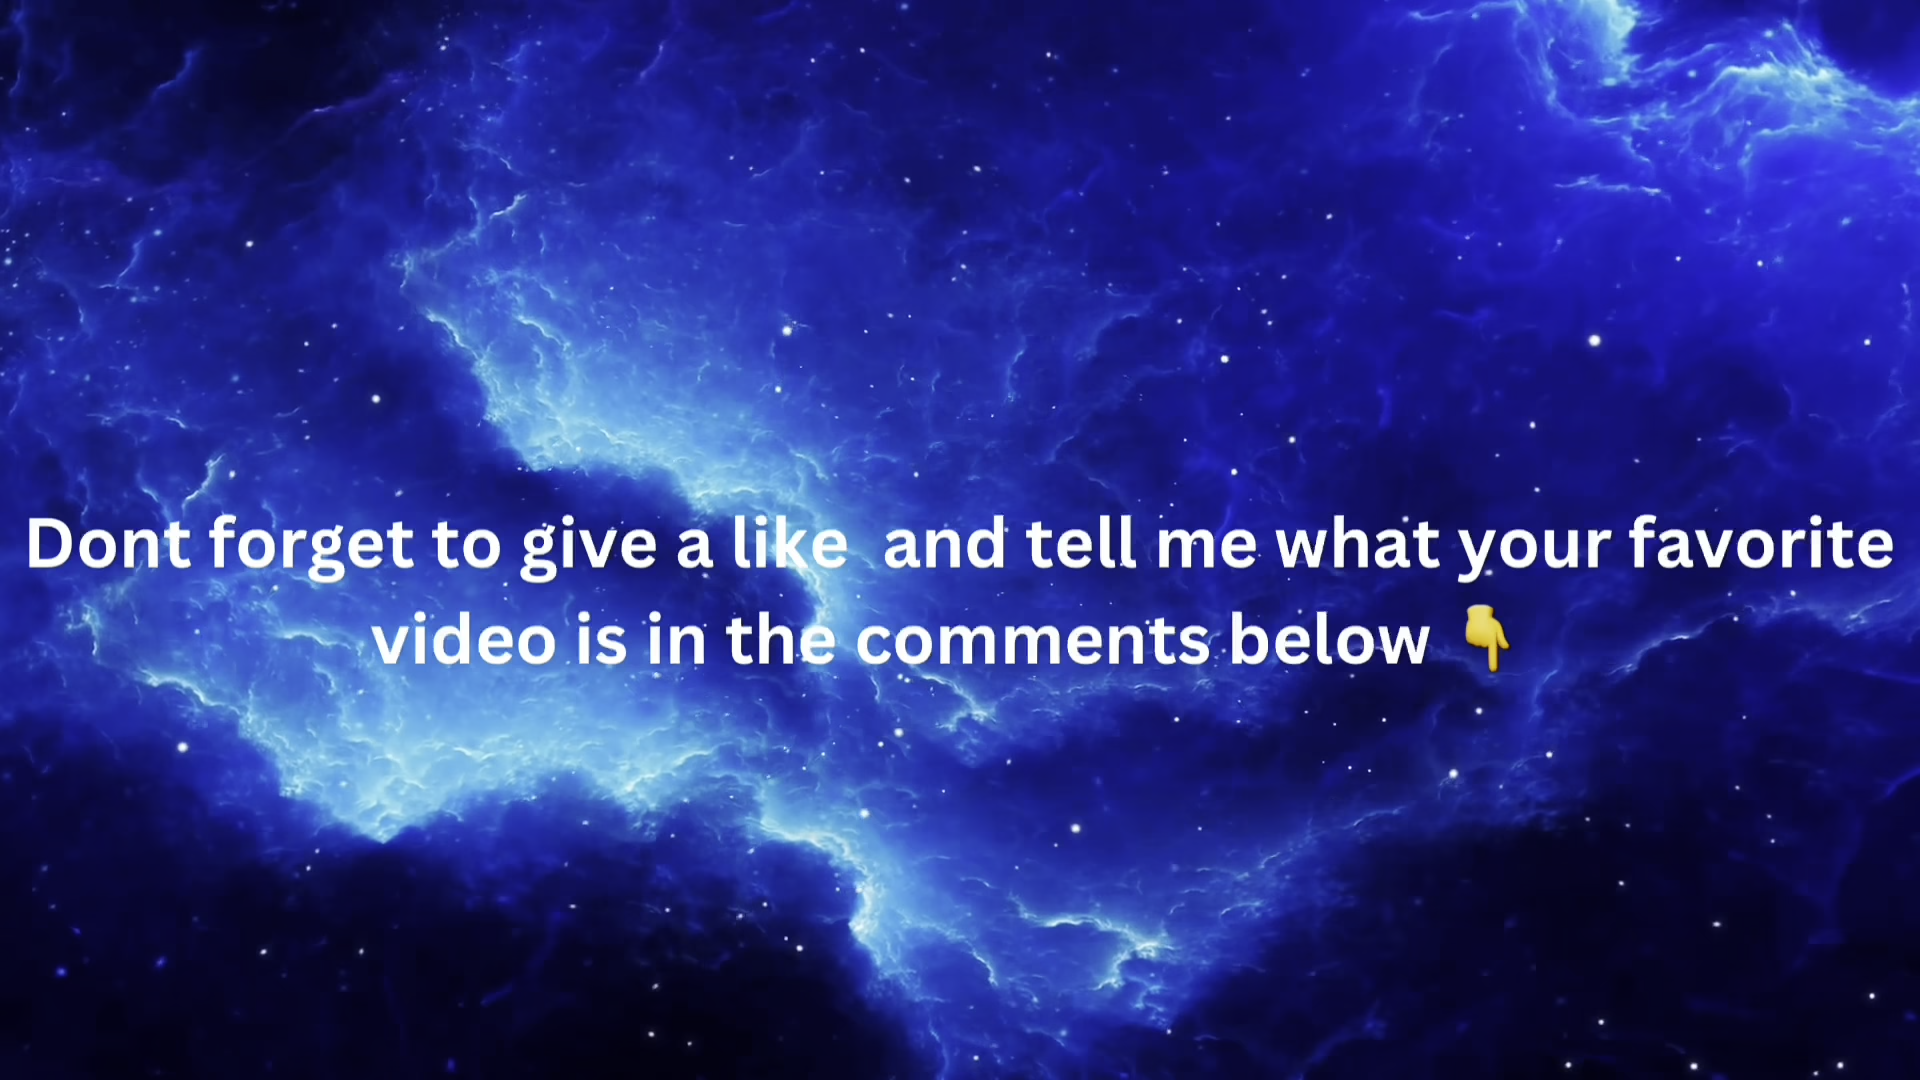 Dont forget to give a like  and tell me what your favorite
video is in the comments below 👇